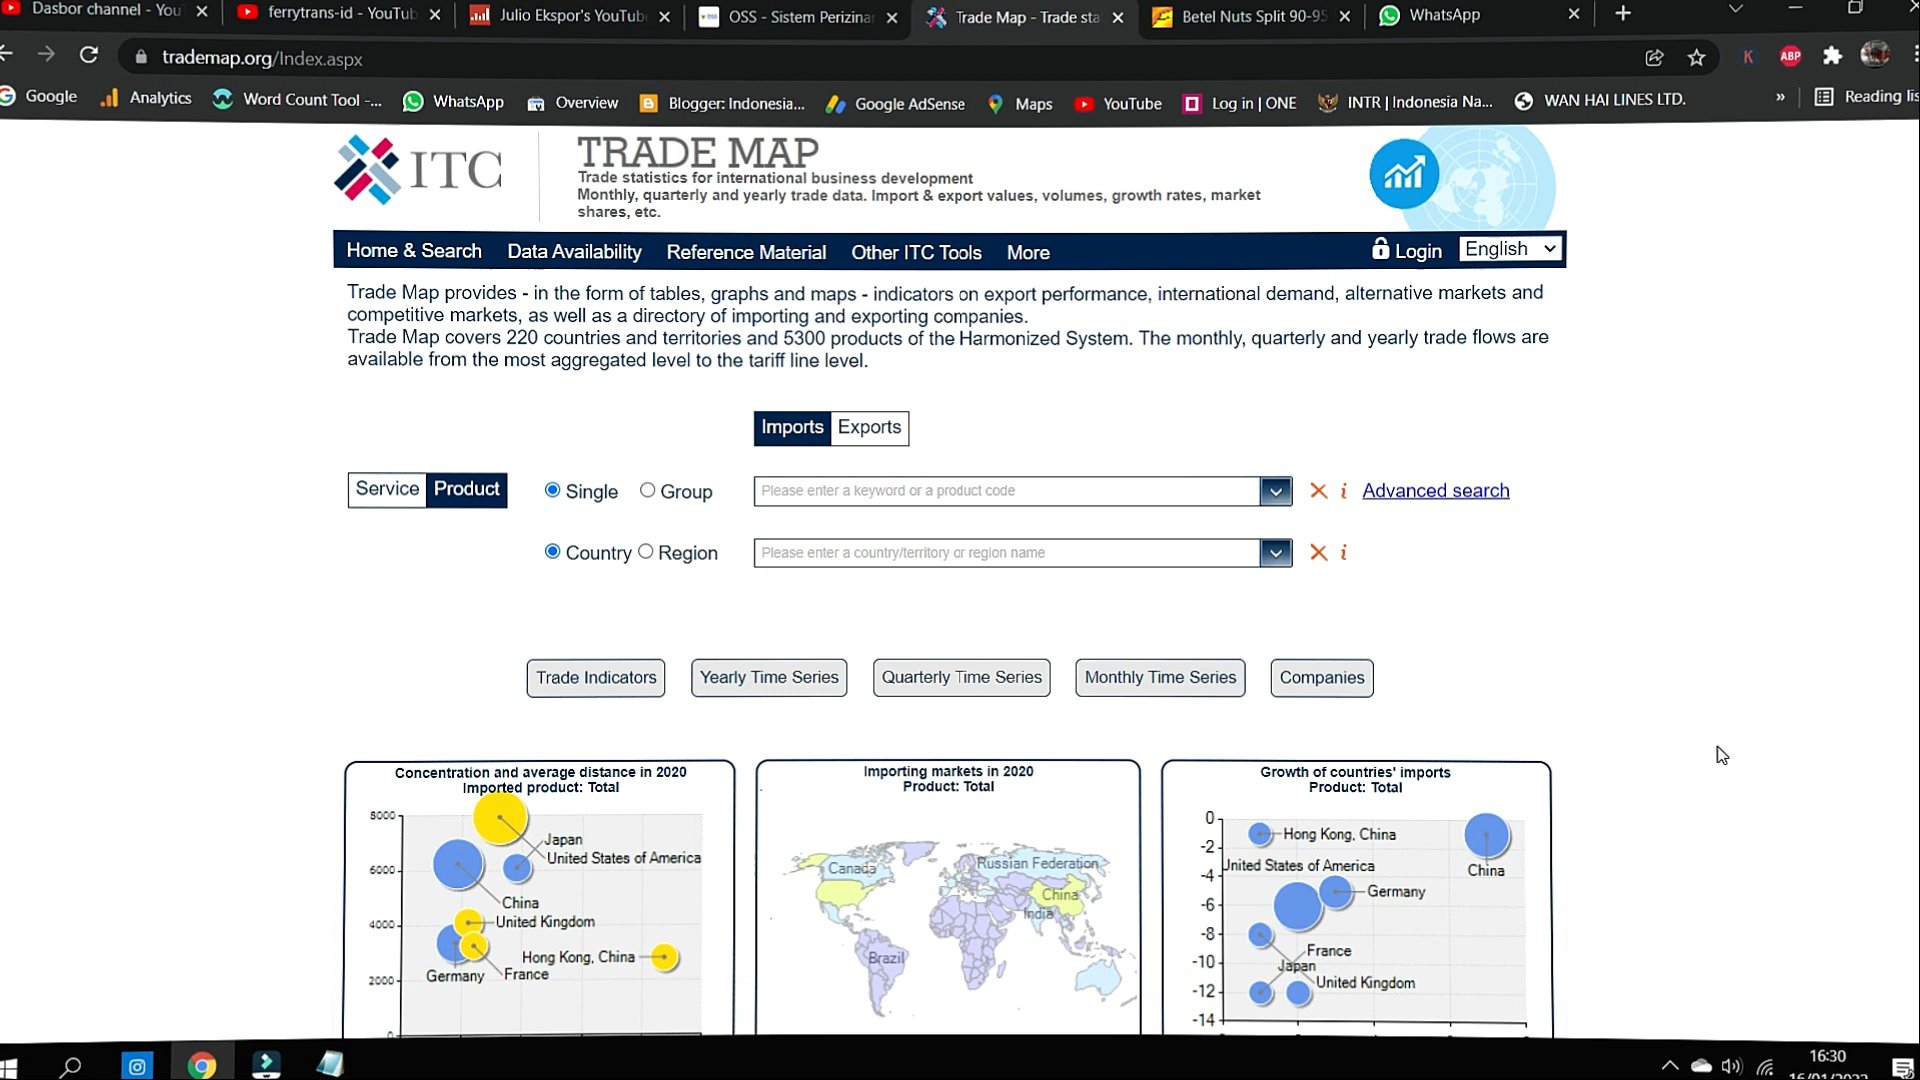 Dasbor channel - You
ferrytrans-id - YouTub
Julio Ekspor's YouTube
OSS - Sistem Perizinan
Trade Map - Trade sta
Betel Nuts Split 90-95
WhatsApp
trademap.org/Index.aspx
K
ABP
Google
Analytics
Word Count Tool -...
WhatsApp
Overview
Blogger: Indonesia...
Google AdSense
Maps
YouTube
Log in | ONE
INTR | Indonesia Na...
WAN HAI LINES LTD.
»
Reading lis
ITC
TRADE MAP
Trade statistics for international business development
Monthly, quarterly and yearly trade data. Import & export values, volumes, growth rates, market
shares, etc.
Home & Search
Data Availability
Reference Material
Other ITC Tools
More
Login
English
Trade Map provides - in the form of tables, graphs and maps - indicators on export performance, international demand, alternative markets and
competitive markets, as well as a directory of importing and exporting companies.
Trade Map covers 220 countries and territories and 5300 products of the Harmonized System. The monthly, quarterly and yearly trade flows are
available from the most aggregated level to the tariff line level.
Imports
Exports
Service
Product
Single
Group
Please enter a keyword or a product code
i
Advanced search
Country
Region
Please enter a country/territory or region name
i
Trade Indicators
Yearly Time Series
Quarterly Time Series
Monthly Time Series
Companies
Concentration and average distance in 2020
Imported product: Total
8000
6000
4000
2000
0
Japan
United States of America
China
United Kingdom
Hong Kong, China
Germany
France
Importing markets in 2020
Product: Total
Canada
Russian Federation
China
India
Brazil
Growth of countries' imports
Product: Total
0
-2
-4
-6
-8
-10
-12
-14
Hong Kong, China
China
United States of America
Germany
France
Japan
United Kingdom
16:30